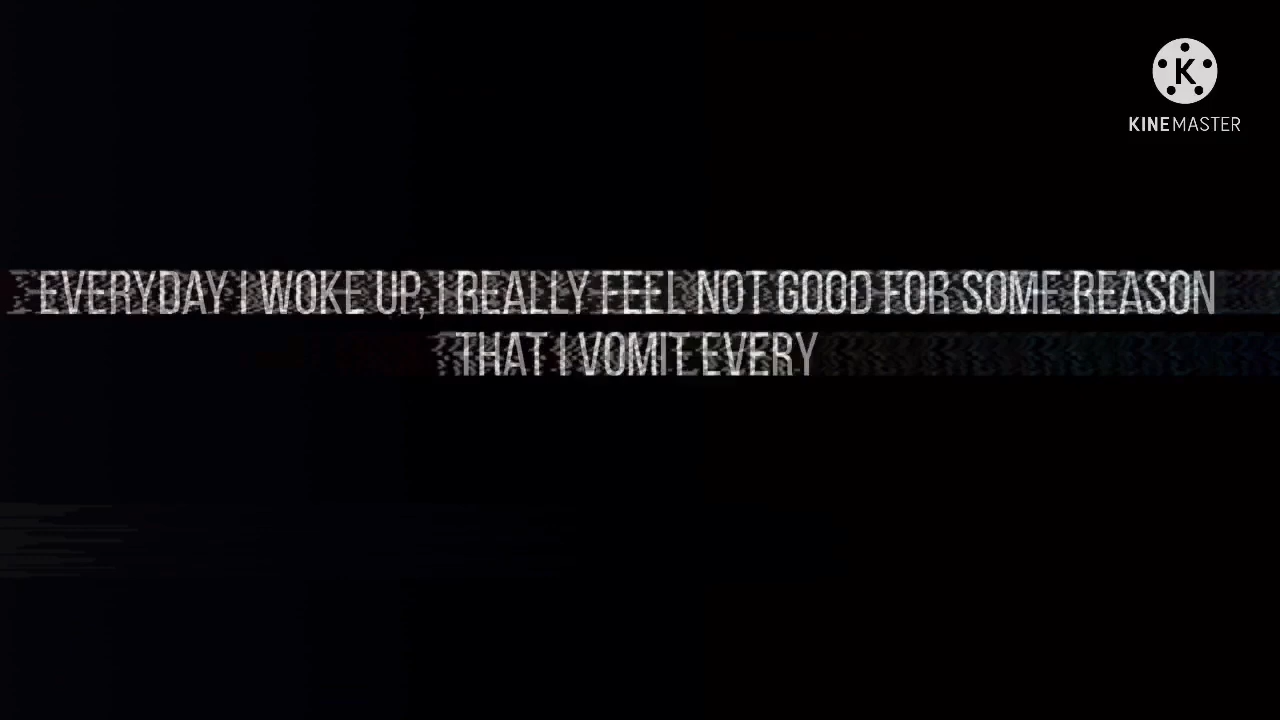 KINEMASTER
EVERYDAY I WOKE UP, I REALLY FEEL NOT GOOD FOR SOME REASON
THAT I VOMIT EVERY